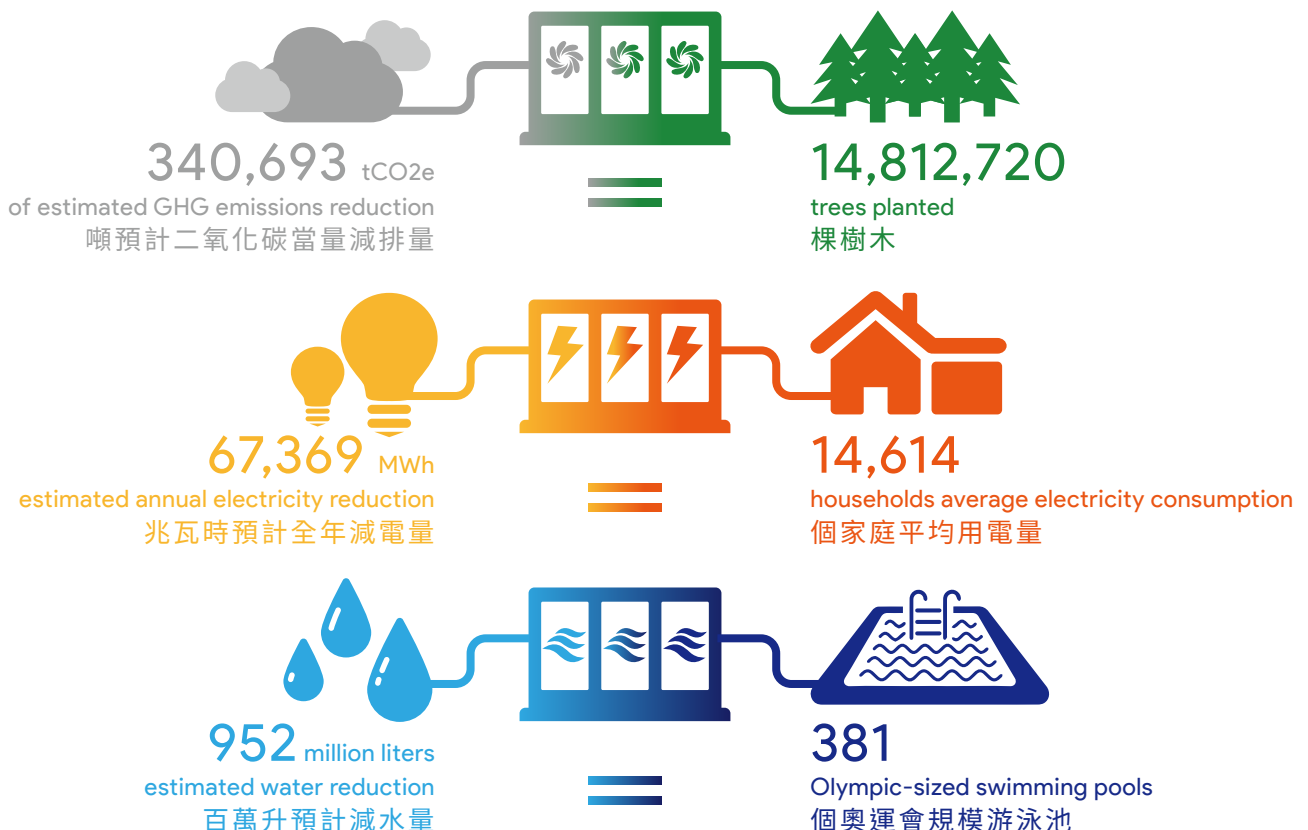 340,693 tCO2e
of estimated GHG emissions reduction
噸預計二氧化碳當量減排量
14,812,720
trees planted
棵樹木
67,369 MWh
estimated annual electricity reduction
兆瓦時預計全年減電量
14,614
households average electricity consumption
個家庭平均用電量
952 million liters
estimated water reduction
百萬升預計減水量
381
Olympic-sized swimming pools
個奧運會規模游泳池